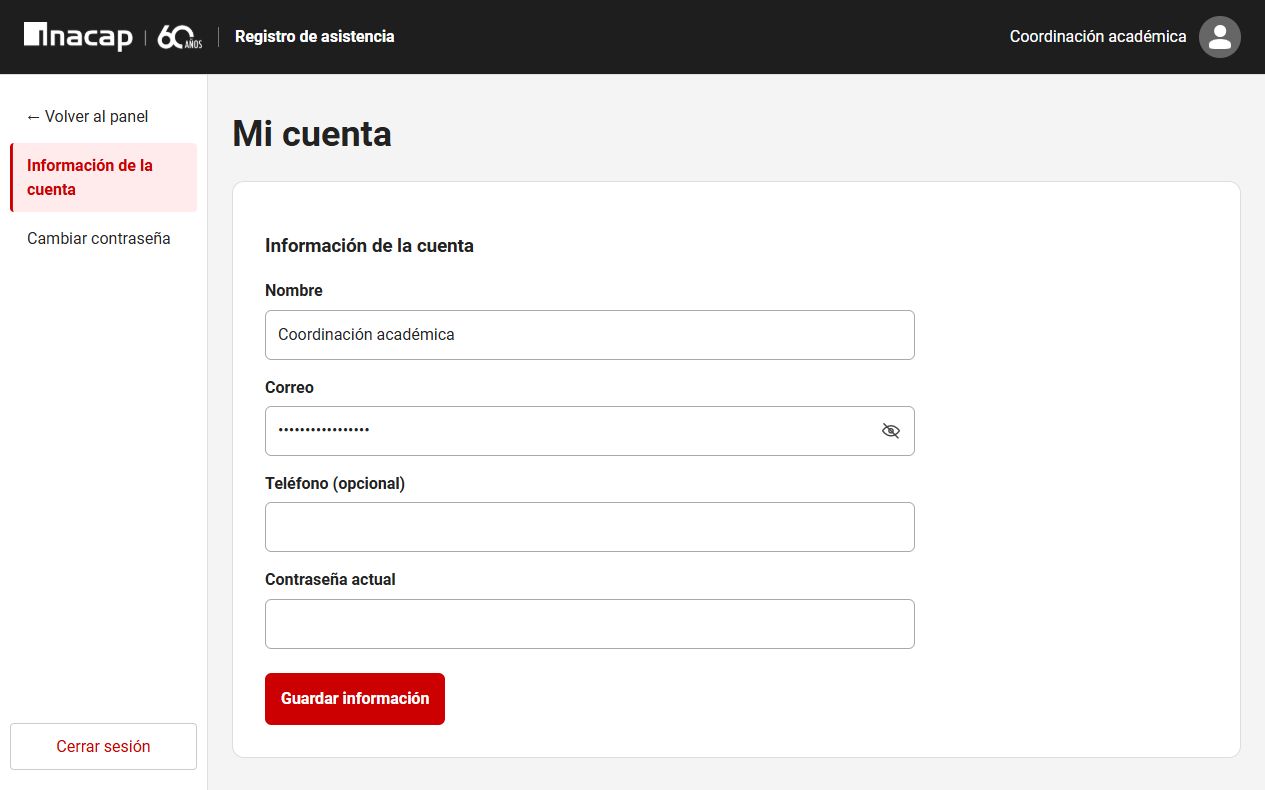 Inacap | 60 AÑOS
Registro de asistencia
Coordinación académica
← Volver al panel
Información de la
cuenta
Cambiar contraseña
Cerrar sesión
Mi cuenta
Información de la cuenta
Nombre
Coordinación académica
Correo
•••••••••••••••••
Teléfono (opcional)
Contraseña actual
Guardar información